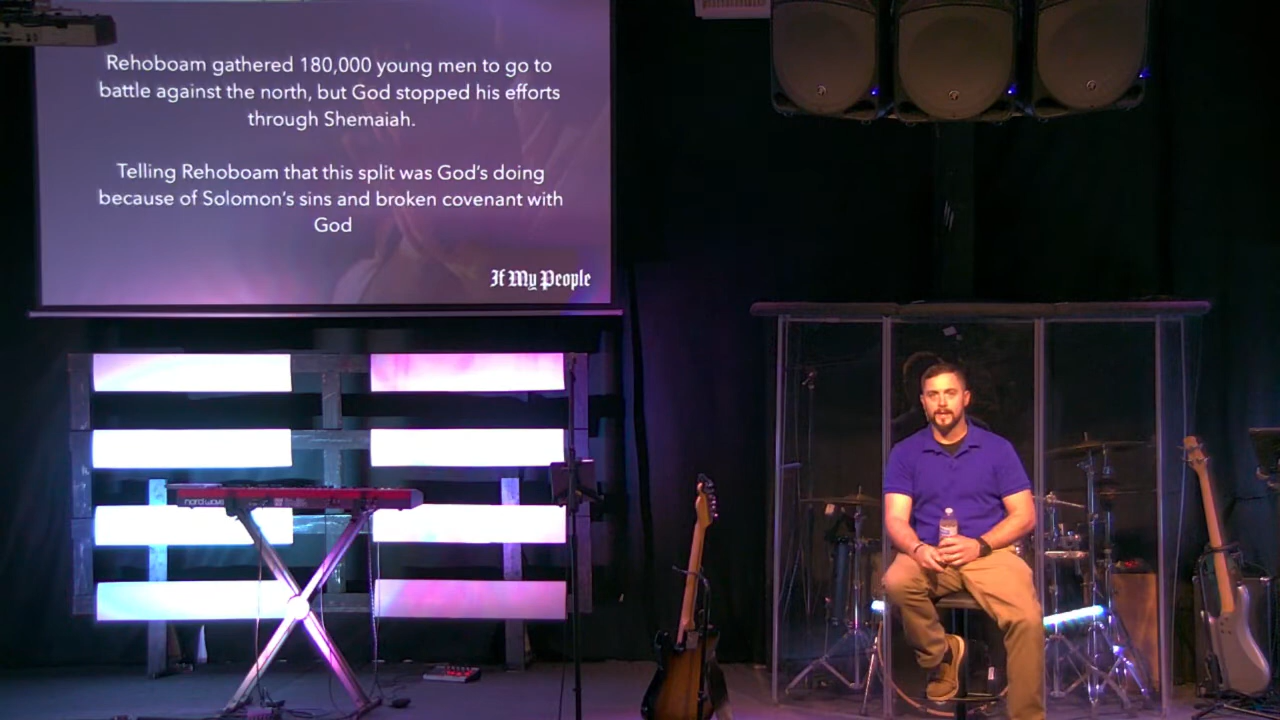 Rehoboam gathered 180,000 young men to go to
battle against the north, but God stopped his efforts
through Shemaiah.
Telling Rehoboam that this split was God's doing
because of Solomon's sins and broken covenant with
God
If My People
nord wave